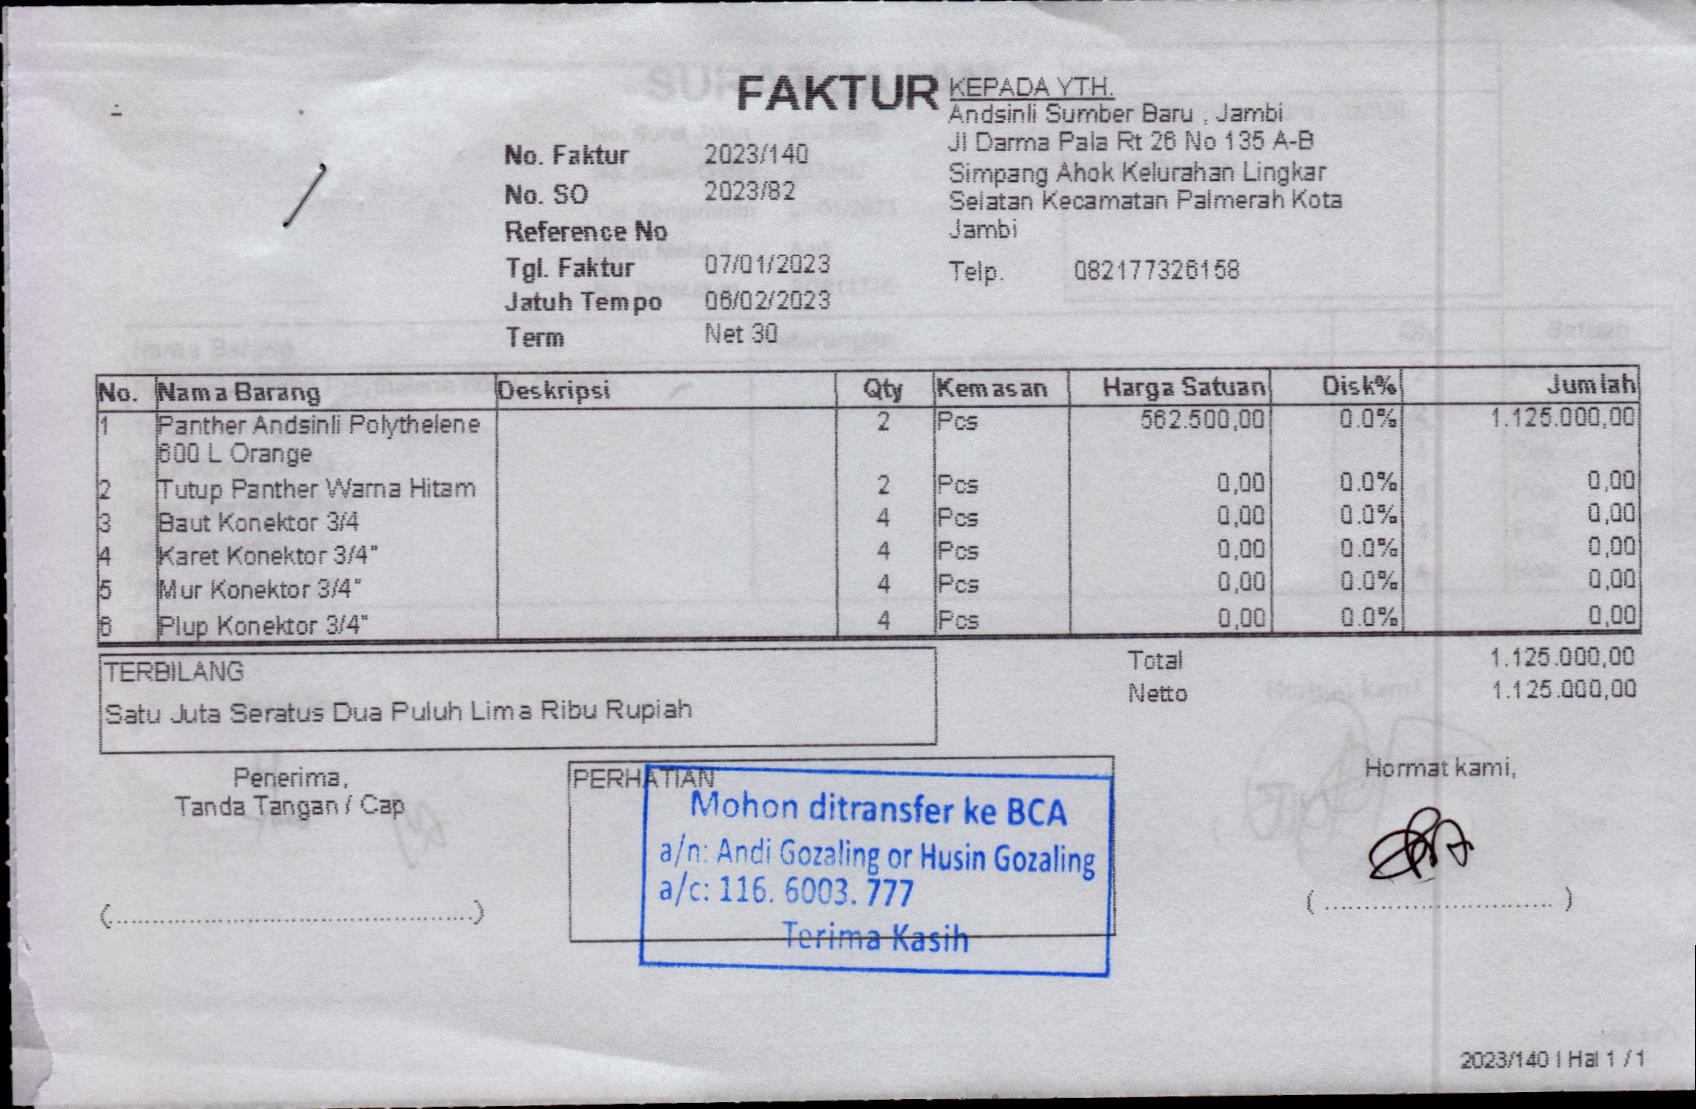 FAKTUR
No. Faktur 2023/140
No. SO 2023/82
Reference No
Tgl. Faktur 07/01/2023
Jatuh Tempo 06/02/2023
Term Net 30
KEPADA YTH.
Andsinli Sumber Baru , Jambi
Jl Darma Pala Rt 26 No 135 A-B
Simpang Ahok Kelurahan Lingkar
Selatan Kecamatan Palmerah Kota
Jambi
Telp. 082177326158
No. Nama Barang Deskripsi Qty Kemasan Harga Satuan Disk% Jumlah
1 Panther Andsinli Polythelene 2 Pcs 562.500,00 0.0% 1.125.000,00
600 L Orange
2 Tutup Panther Warna Hitam 2 Pcs 0,00 0.0% 0,00
3 Baut Konektor 3/4 4 Pcs 0,00 0.0% 0,00
4 Karet Konektor 3/4" 4 Pcs 0,00 0.0% 0,00
5 Mur Konektor 3/4" 4 Pcs 0,00 0.0% 0,00
6 Plup Konektor 3/4" 4 Pcs 0,00 0.0% 0,00
TERBILANG
Satu Juta Seratus Dua Puluh Lima Ribu Rupiah
Total 1.125.000,00
Netto 1.125.000,00
Penerima,
Tanda Tangan / Cap
(..................................................)
PERHATIAN
Mohon ditransfer ke BCA
a/n: Andi Gozaling or Husin Gozaling
a/c: 116. 6003. 777
Terima Kasih
Hormat kami,
( ............................... )
2023/140 | Hal 1 / 1